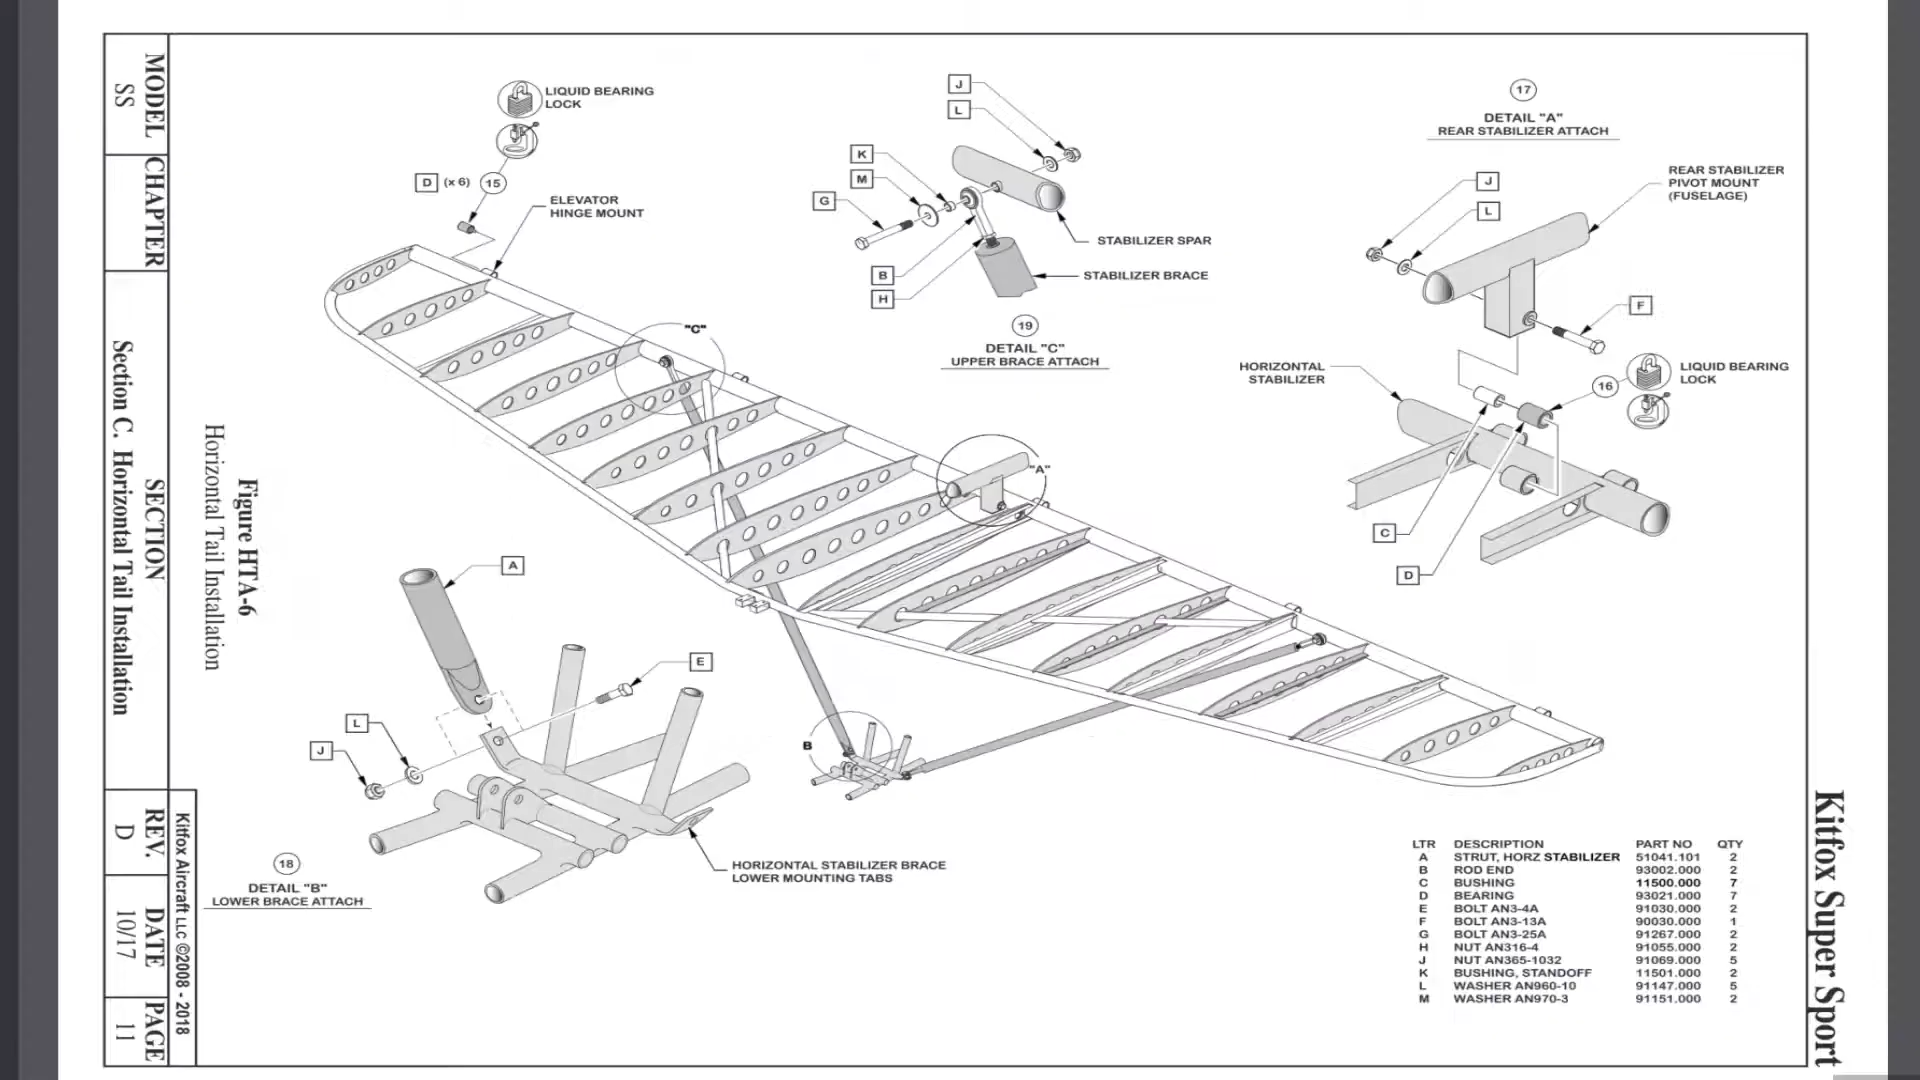 MODEL
SS
CHAPTER
SECTION
Section C. Horizontal Tail Installation
REV.
D
DATE
10/17
PAGE
11
Kitfox Aircraft LLC ©2008 - 2018
Figure HTA-6
Horizontal Tail Installation
Kitfox Super Sport
LIQUID BEARING
LOCK
D (x 6) 15
ELEVATOR
HINGE MOUNT
"C"
"A"
B
J
L
K
M
G
B
H
STABILIZER SPAR
STABILIZER BRACE
19
DETAIL "C"
UPPER BRACE ATTACH
17
DETAIL "A"
REAR STABILIZER ATTACH
REAR STABILIZER
PIVOT MOUNT
(FUSELAGE)
J
L
F
HORIZONTAL
STABILIZER
16
LIQUID BEARING
LOCK
C
D
A
E
L
J
18
DETAIL "B"
LOWER BRACE ATTACH
HORIZONTAL STABILIZER BRACE
LOWER MOUNTING TABS
LTR DESCRIPTION PART NO QTY
A STRUT, HORZ STABILIZER 51041.101 2
B ROD END 93002.000 2
C BUSHING 11500.000 7
D BEARING 93021.000 7
E BOLT AN3-4A 91030.000 2
F BOLT AN3-13A 90030.000 1
G BOLT AN3-25A 91267.000 2
H NUT AN316-4 91055.000 2
J NUT AN365-1032 91069.000 5
K BUSHING, STANDOFF 11501.000 2
L WASHER AN960-10 91147.000 5
M WASHER AN970-3 91151.000 2